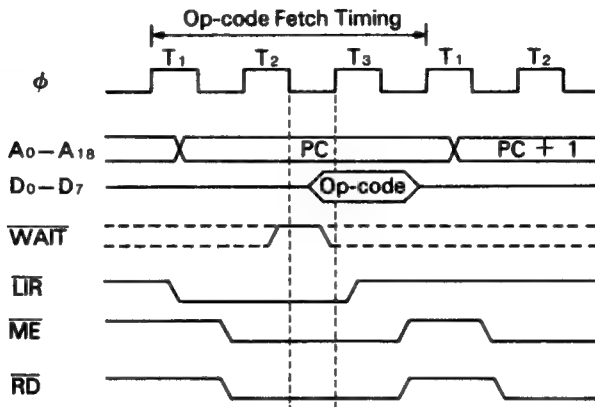 Op-code Fetch Timing
T1 T2 T3 T1 T2
ϕ
A0–A18 PC PC + 1
D0–D7 Op-code
WAIT
LIR
ME
RD